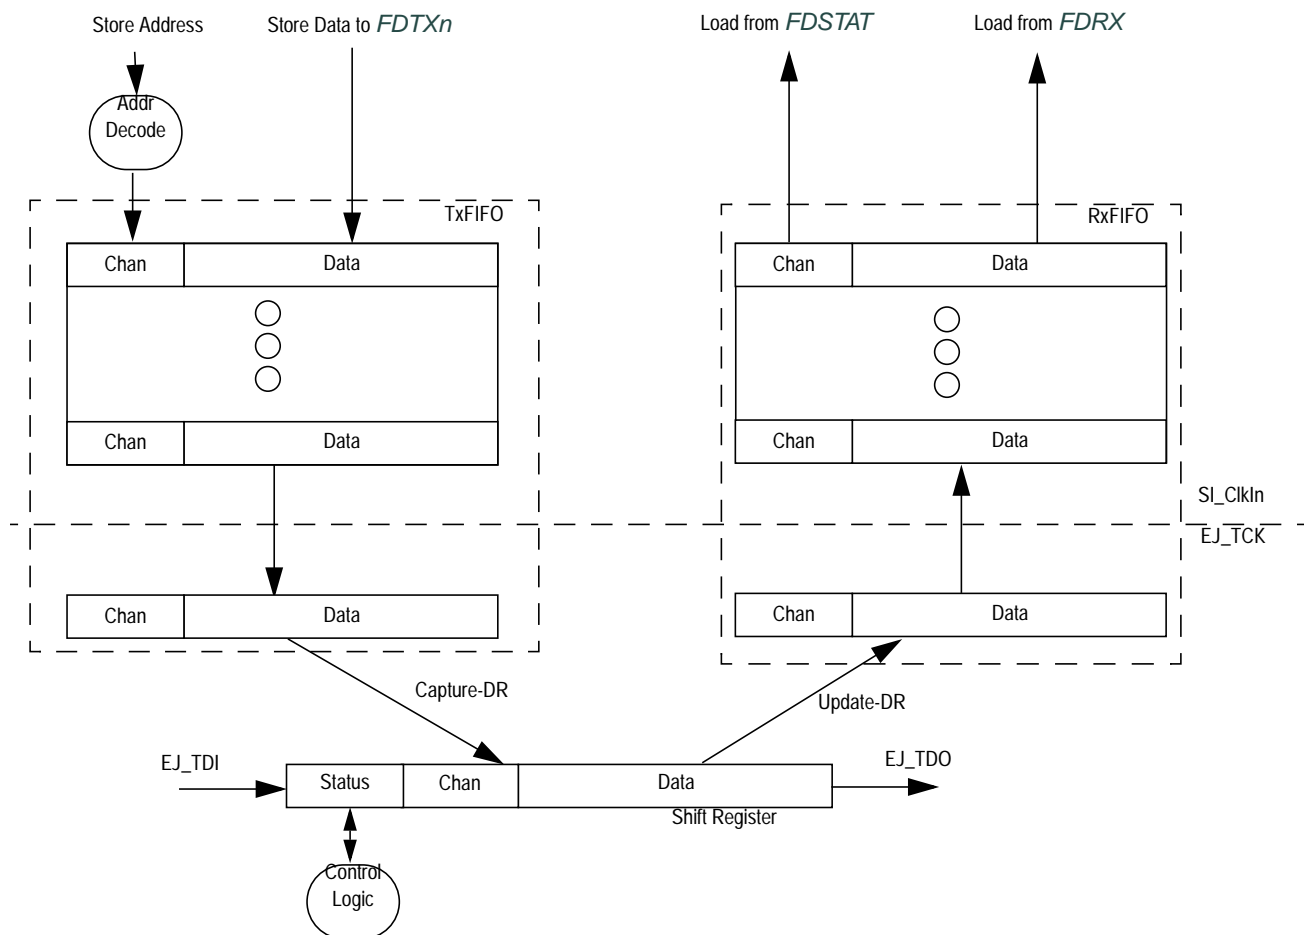 Store Address
Store Data to FDTXn
Load from FDSTAT
Load from FDRX
Addr
Decode
TxFIFO
RxFIFO
Chan
Data
Chan
Data
Chan
Data
Chan
Data
SI_ClkIn
EJ_TCK
Chan
Data
Chan
Data
Capture-DR
Update-DR
EJ_TDI
EJ_TDO
Status
Chan
Data
Shift Register
Control
Logic